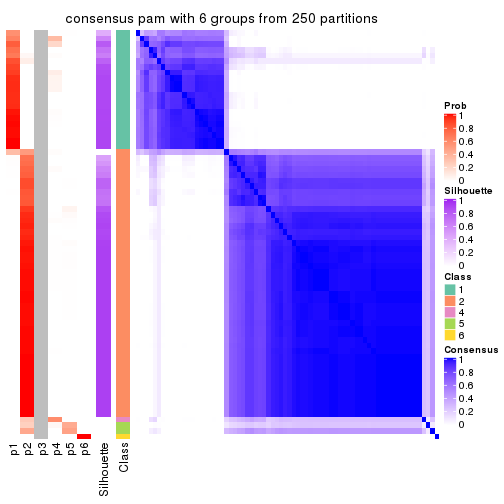 consensus pam with 6 groups from 250 partitions
Prob
1
0.8
0.6
0.4
0.2
0
Silhouette
1
0.8
0.6
0.4
0.2
0
Class
1
2
4
5
6
Consensus
1
0.8
0.6
0.4
0.2
0
p1
p2
p3
p4
p5
p6
Silhouette
Class